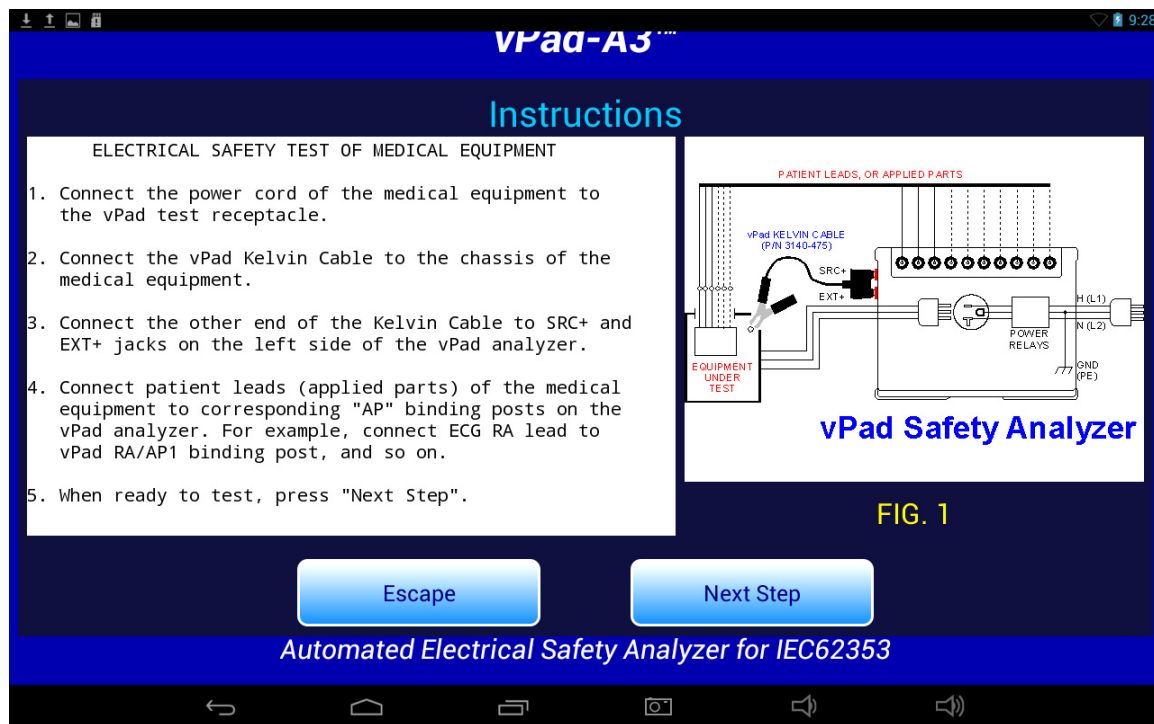 9:28
vPad-A3™
Instructions
ELECTRICAL SAFETY TEST OF MEDICAL EQUIPMENT
1. Connect the power cord of the medical equipment to
the vPad test receptacle.
2. Connect the vPad Kelvin Cable to the chassis of the
medical equipment.
3. Connect the other end of the Kelvin Cable to SRC+ and
EXT+ jacks on the left side of the vPad analyzer.
4. Connect patient leads (applied parts) of the medical
equipment to corresponding "AP" binding posts on the
vPad analyzer. For example, connect ECG RA lead to
vPad RA/AP1 binding post, and so on.
5. When ready to test, press "Next Step".
PATIENT LEADS, OR APPLIED PARTS
vPad KELVIN CABLE
(P/N 3140-475)
SRC+
EXT+
H (L1)
N (L2)
POWER
RELAYS
GND
(PE)
EQUIPMENT
UNDER
TEST
vPad Safety Analyzer
FIG. 1
Escape
Next Step
Automated Electrical Safety Analyzer for IEC62353